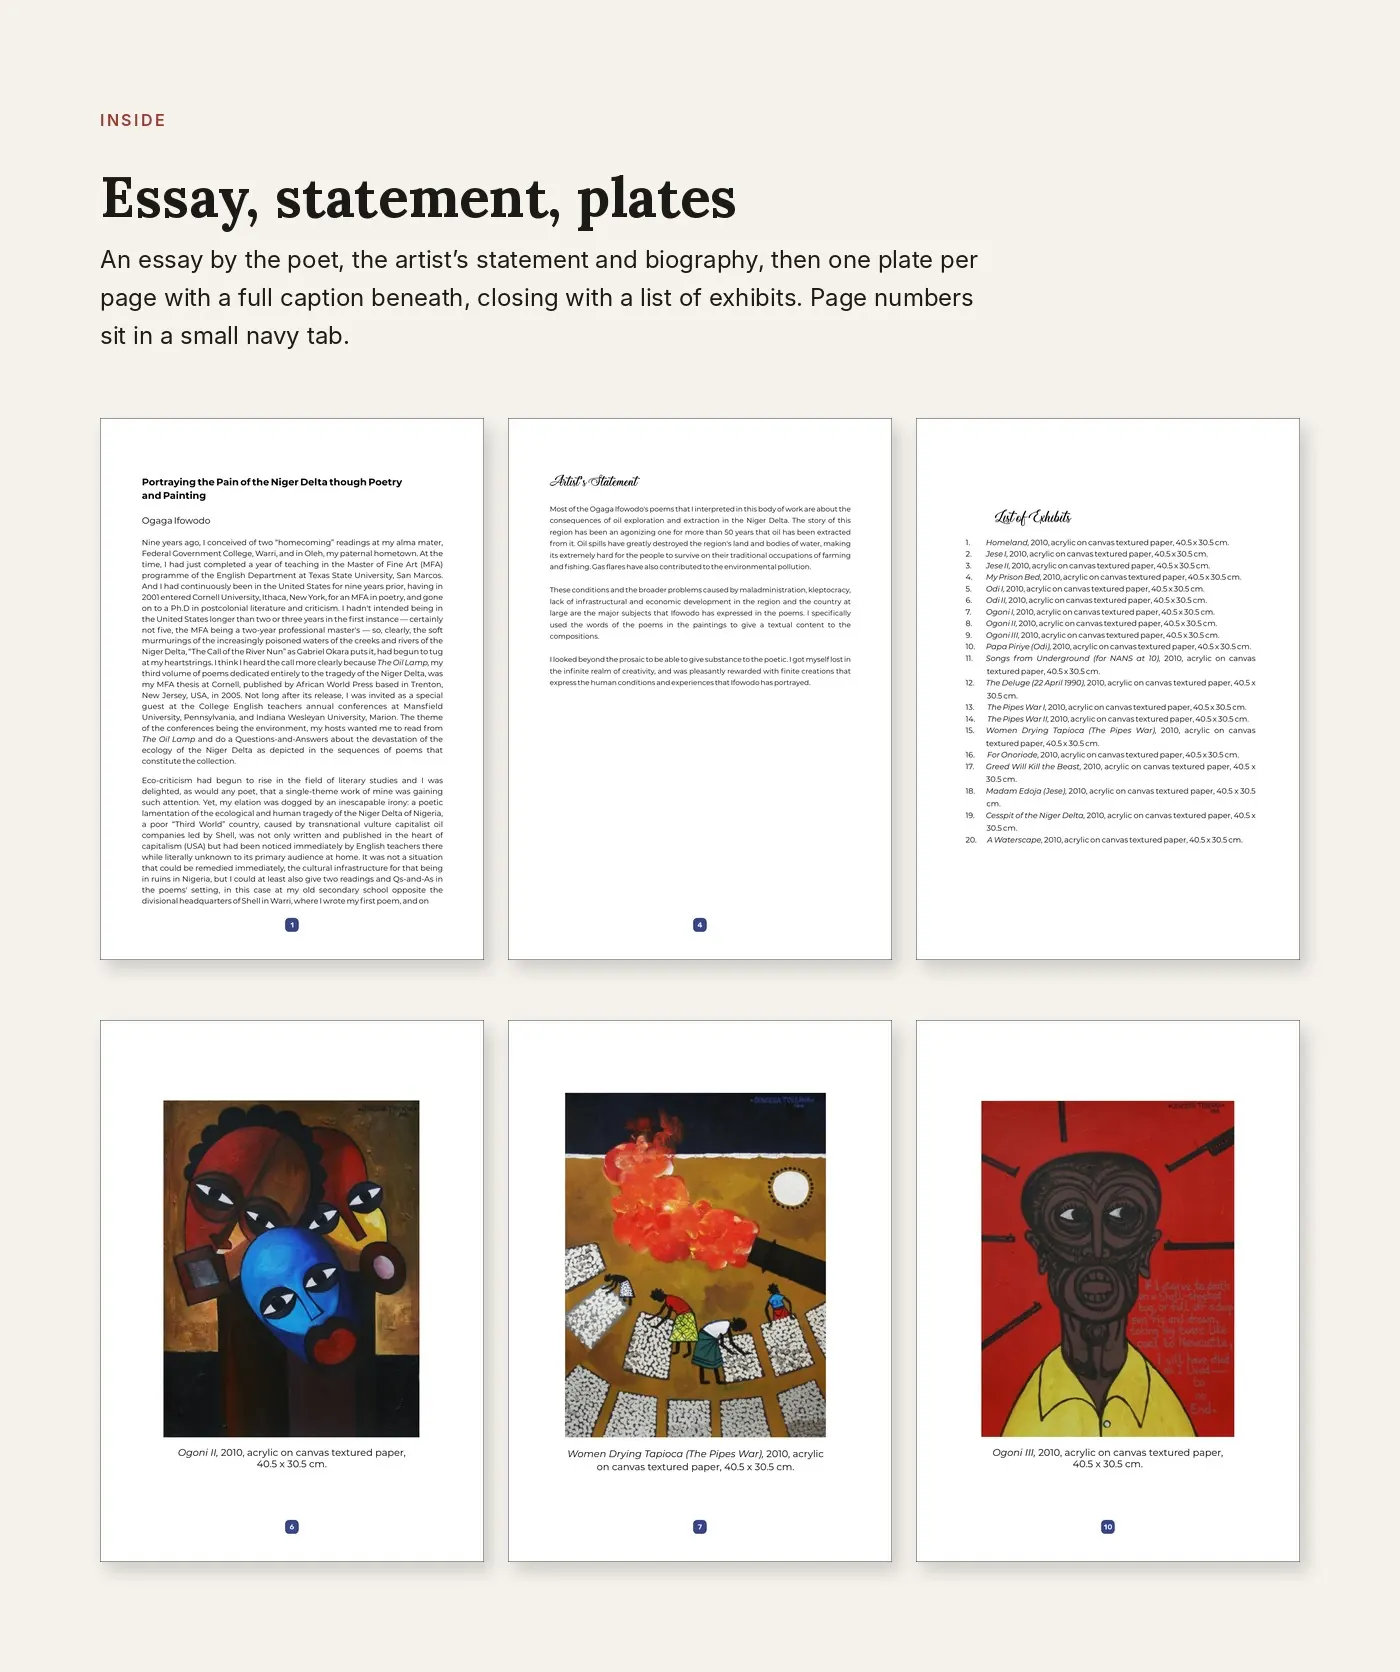 INSIDE
Essay, statement, plates
An essay by the poet, the artist’s statement and biography, then one plate per
page with a full caption beneath, closing with a list of exhibits. Page numbers
sit in a small navy tab.
Portraying the Pain of the Niger Delta though Poetry
and Painting
Ogaga Ifowodo
Nine years ago, I conceived of two “homecoming” readings at my alma mater,
Federal Government College, Warri, and in Oleh, my paternal hometown. At the
time, I had just completed a year of teaching in the Master of Fine Art (MFA)
programme of the English Department at Texas State University, San Marcos.
And I had continuously been in the United States for nine years prior, having in
2001 entered Cornell University, Ithaca, New York, for an MFA in poetry, and gone
on to a Ph.D in postcolonial literature and criticism. I hadn't intended being in
the United States longer than two or three years in the first instance — certainly
not five, the MFA being a two-year professional master's — so, clearly, the soft
murmurings of the increasingly poisoned waters of the creeks and rivers of the
Niger Delta, “The Call of the River Nun” as Gabriel Okara puts it, had begun to tug
at my heartstrings. I think I heard the call more clearly because The Oil Lamp, my
third volume of poems dedicated entirely to the tragedy of the Niger Delta, was
my MFA thesis at Cornell, published by African World Press based in Trenton,
New Jersey, USA, in 2005. Not long after its release, I was invited as a special
guest at the College English teachers annual conferences at Mansfield
University, Pennsylvania, and Indiana Wesleyan University, Marion. The theme
of the conferences being the environment, my hosts wanted me to read from
The Oil Lamp and do a Questions-and-Answers about the devastation of the
ecology of the Niger Delta as depicted in the sequences of poems that
constitute the collection.
Eco-criticism had begun to rise in the field of literary studies and I was
delighted, as would any poet, that a single-theme work of mine was gaining
such attention. Yet, my elation was dogged by an inescapable irony: a poetic
lamentation of the ecological and human tragedy of the Niger Delta of Nigeria,
a poor “Third World” country, caused by transnational vulture capitalist oil
companies led by Shell, was not only written and published in the heart of
capitalism (USA) but had been noticed immediately by English teachers there
while literally unknown to its primary audience at home. It was not a situation
that could be remedied immediately, the cultural infrastructure for that being
in ruins in Nigeria, but I could at least also give two readings and Qs-and-As in
the poems' setting, in this case at my old secondary school opposite the
divisional headquarters of Shell in Warri, where I wrote my first poem, and on
1
Artist's Statement
Most of the Ogaga Ifowodo's poems that I interpreted in this body of work are about the
consequences of oil exploration and extraction in the Niger Delta. The story of this
region has been an agonizing one for more than 50 years that oil has been extracted
from it. Oil spills have greatly destroyed the region's land and bodies of water, making
its extremely hard for the people to survive on their traditional occupations of farming
and fishing. Gas flares have also contributed to the environmental pollution.
These conditions and the broader problems caused by maladministration, kleptocracy,
lack of infrastructural and economic development in the region and the country at
large are the major subjects that Ifowodo has expressed in the poems. I specifically
used the words of the poems in the paintings to give a textual content to the
compositions.
I looked beyond the prosaic to be able to give substance to the poetic. I got myself lost in
the infinite realm of creativity, and was pleasantly rewarded with finite creations that
express the human conditions and experiences that Ifowodo has portrayed.
4
List of Exhibits
1. Homeland, 2010, acrylic on canvas textured paper, 40.5 x 30.5 cm.
2. Jese I, 2010, acrylic on canvas textured paper, 40.5 x 30.5 cm.
3. Jese II, 2010, acrylic on canvas textured paper, 40.5 x 30.5 cm.
4. My Prison Bed, 2010, acrylic on canvas textured paper, 40.5 x 30.5 cm.
5. Odi I, 2010, acrylic on canvas textured paper, 40.5 x 30.5 cm.
6. Odi II, 2010, acrylic on canvas textured paper, 40.5 x 30.5 cm.
7. Ogoni I, 2010, acrylic on canvas textured paper, 40.5 x 30.5 cm.
8. Ogoni II, 2010, acrylic on canvas textured paper, 40.5 x 30.5 cm.
9. Ogoni III, 2010, acrylic on canvas textured paper, 40.5 x 30.5 cm.
10. Papa Piriye (Odi), 2010, acrylic on canvas textured paper, 40.5 x 30.5 cm.
11. Songs from Underground (for NANS at 10), 2010, acrylic on canvas
textured paper, 40.5 x 30.5 cm.
12. The Deluge (22 April 1990), 2010, acrylic on canvas textured paper, 40.5 x
30.5 cm.
13. The Pipes War I, 2010, acrylic on canvas textured paper, 40.5 x 30.5 cm.
14. The Pipes War II, 2010, acrylic on canvas textured paper, 40.5 x 30.5 cm.
15. Women Drying Tapioca (The Pipes War), 2010, acrylic on canvas
textured paper, 40.5 x 30.5 cm.
16. For Onoriode, 2010, acrylic on canvas textured paper, 40.5 x 30.5 cm.
17. Greed Will Kill the Beast, 2010, acrylic on canvas textured paper, 40.5 x
30.5 cm.
18. Madam Edoja (Jese), 2010, acrylic on canvas textured paper, 40.5 x 30.5
cm.
19. Cesspit of the Niger Delta, 2010, acrylic on canvas textured paper, 40.5 x
30.5 cm.
20. A Waterscape, 2010, acrylic on canvas textured paper, 40.5 x 30.5 cm.
Ogoni II, 2010, acrylic on canvas textured paper,
40.5 x 30.5 cm.
6
Women Drying Tapioca (The Pipes War), 2010, acrylic
on canvas textured paper, 40.5 x 30.5 cm.
7
If I starve to death
on a Shell-
bug, or fall off a deep
sea rig and drown,
taking my basic like
coal to Newcastle,
I will have died
as I lived —
to
no
End.
Ogoni III, 2010, acrylic on canvas textured paper,
40.5 x 30.5 cm.
10